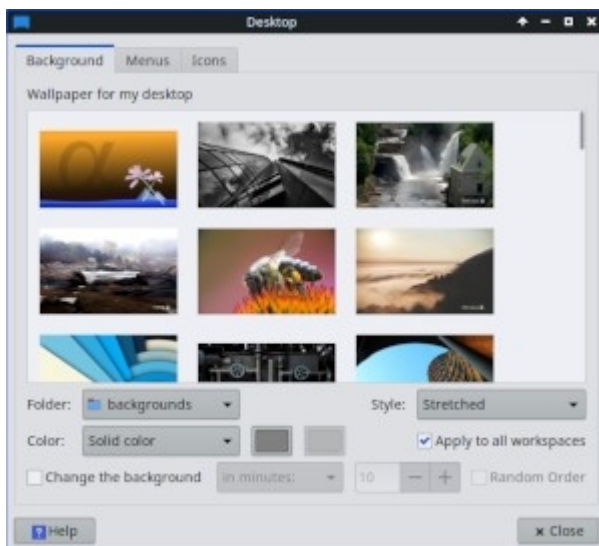 Desktop
Background Menus Icons
Wallpaper for my desktop
α
Folder: backgrounds Style: Stretched
Color: Solid color Apply to all workspaces
Change the background in minutes: 10 Random Order
Help Close